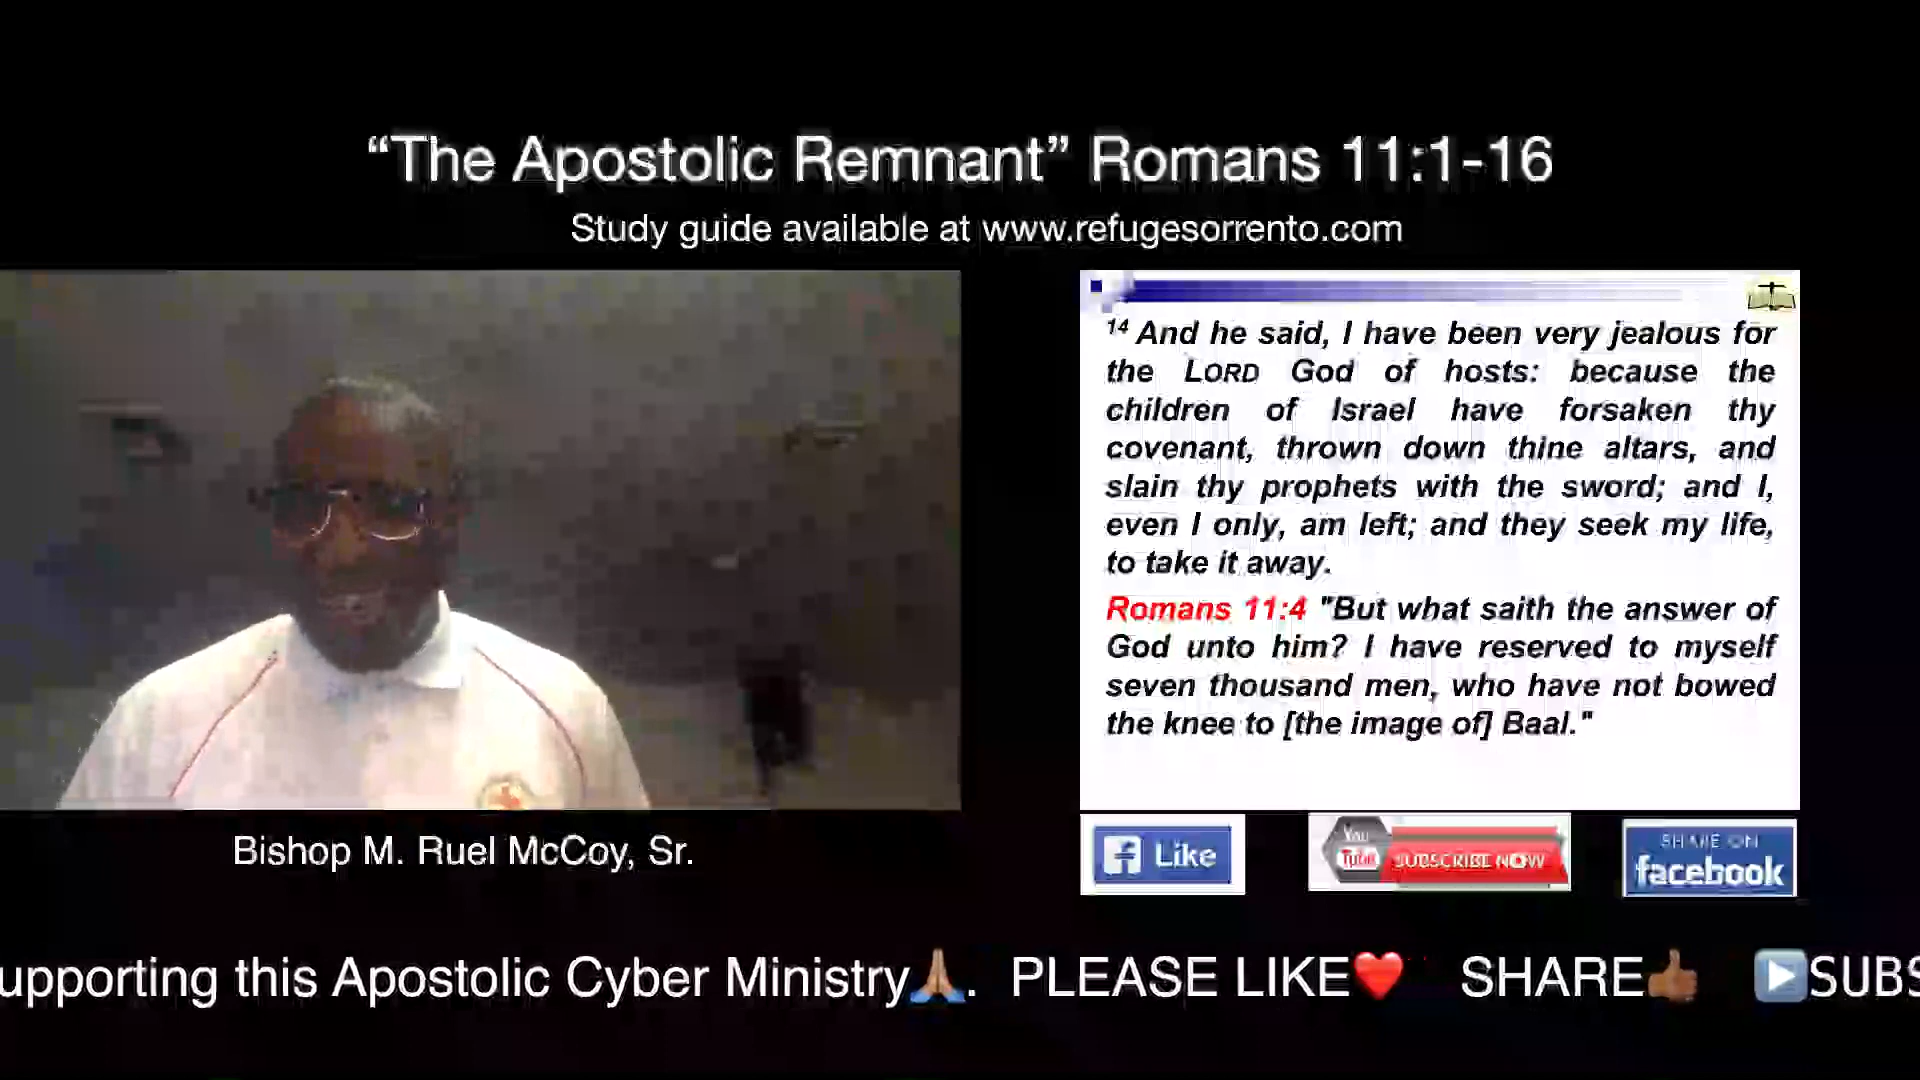 “The Apostolic Remnant” Romans 11:1-16
Study guide available at www.refugesorrento.com
14 And he said, I have been very jealous for
the LORD God of hosts: because the
children of Israel have forsaken thy
covenant, thrown down thine altars, and
slain thy prophets with the sword; and I,
even I only, am left; and they seek my life,
to take it away.
Romans 11:4 "But what saith the answer of
God unto him? I have reserved to myself
seven thousand men, who have not bowed
the knee to [the image of] Baal."
Bishop M. Ruel McCoy, Sr.
Like
You
Tube
SUBSCRIBE NOW
SHARE ON
facebook
upporting this Apostolic Cyber Ministry🙏🏽. PLEASE LIKE❤️ SHARE👍🏾 ▶️SUBS